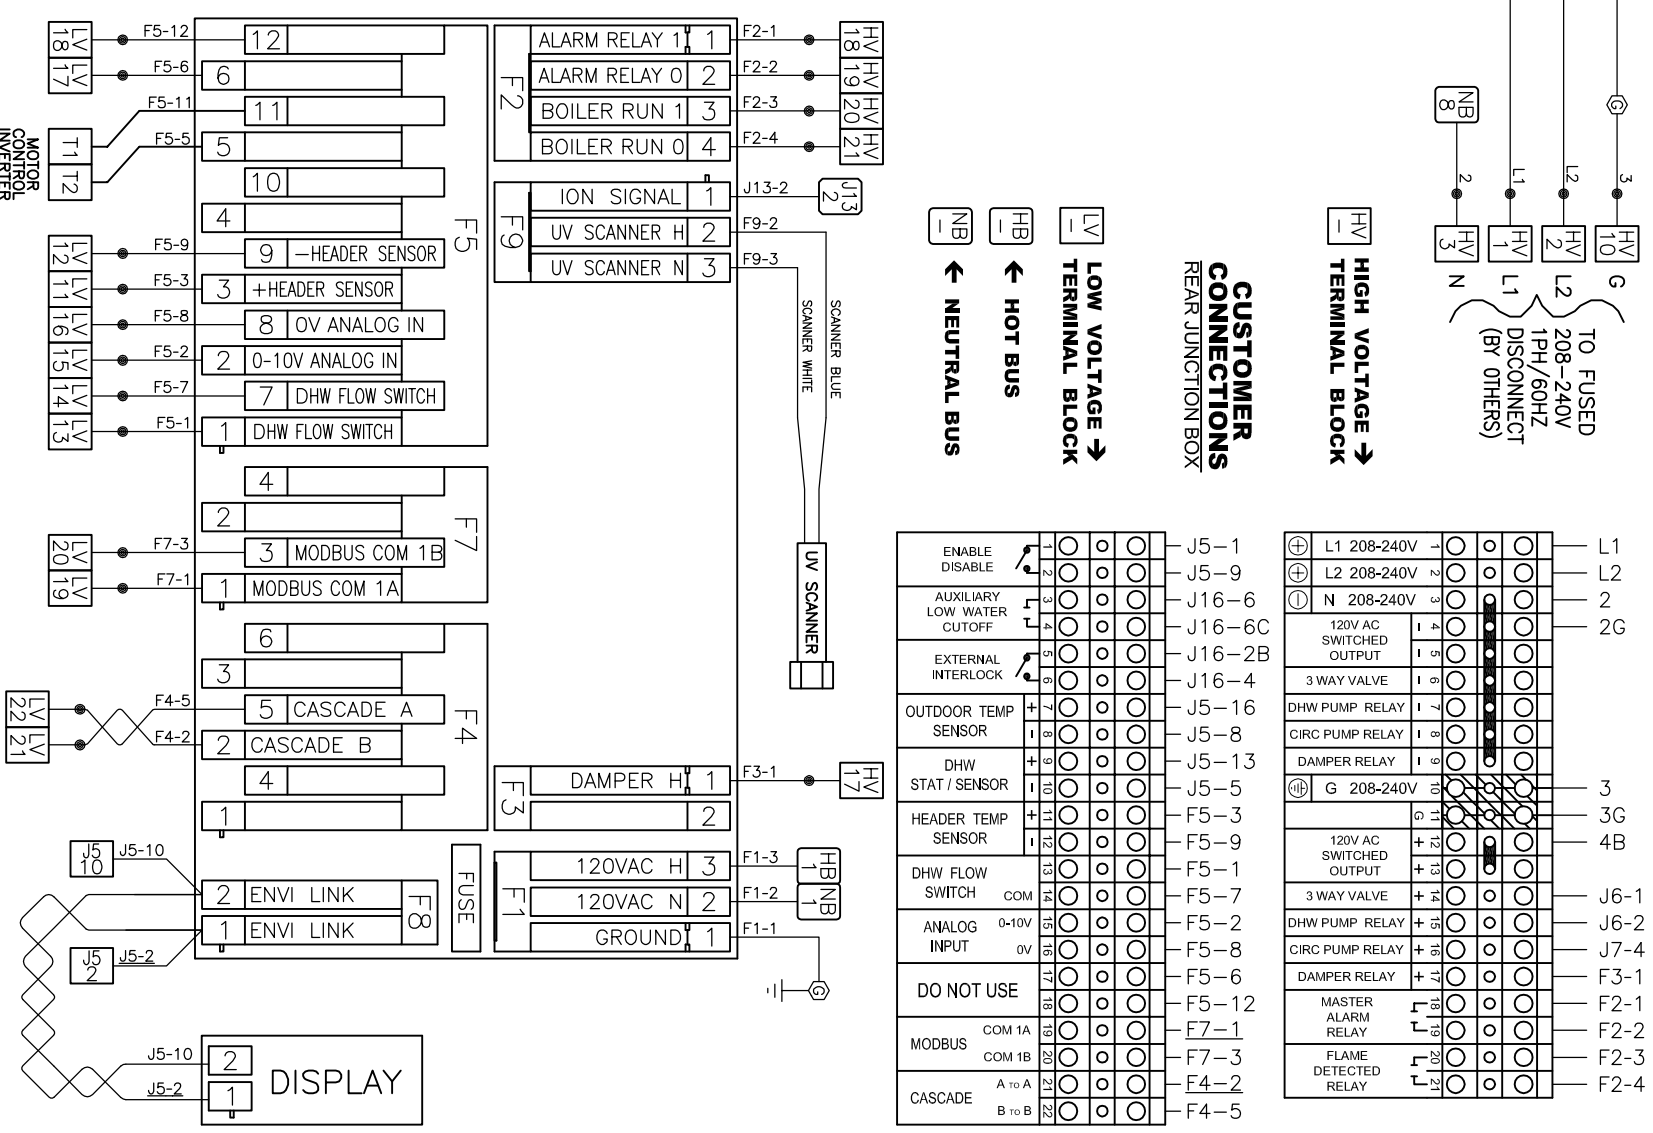 LV 18
F5-12
12
LV 17
F5-6
6
F5-11
11
T1
F5-5
5
T2
MOTOR
CONTROL
INVERTER
10
4
LV 12
F5-9
9 -HEADER SENSOR
LV 11
F5-3
3 +HEADER SENSOR
LV 16
F5-8
8 0V ANALOG IN
LV 15
F5-2
2 0-10V ANALOG IN
LV 14
F5-7
7 DHW FLOW SWITCH
LV 13
F5-1
1 DHW FLOW SWITCH
F5
4
2
LV 20
F7-3
3 MODBUS COM 1B
LV 19
F7-1
1 MODBUS COM 1A
F7
6
3
LV 22
F4-5
5 CASCADE A
LV 21
F4-2
2 CASCADE B
4
1
F4
J5 10
J5-10
2 ENVI LINK
1 ENVI LINK
J5 2
J5-2
F8
FUSE
J5-10
2
J5-2
1
DISPLAY
F2
ALARM RELAY 1 1 F2-1 HV 18
ALARM RELAY 0 2 F2-2 HV 19
BOILER RUN 1 3 F2-3 HV 20
BOILER RUN 0 4 F2-4 HV 21
F9
ION SIGNAL 1 J13-2 J13 2
UV SCANNER H 2 F9-2
UV SCANNER N 3 F9-3
SCANNER BLUE
SCANNER WHITE
UV SCANNER
F3
DAMPER H 1 F3-1 HV 17
2
F1
120VAC H 3 F1-3 HB 1
120VAC N 2 F1-2 NB 1
GROUND 1 F1-1
G
NB 8
2
L1
L2
G
3
HV 3
HV 1
HV 2
HV 10
N
L1
L2
G
TO FUSED
208-240V
1PH/60HZ
DISCONNECT
(BY OTHERS)
HV -
HIGH VOLTAGE →
TERMINAL BLOCK
CUSTOMER
CONNECTIONS
REAR JUNCTION BOX
LV -
LOW VOLTAGE →
TERMINAL BLOCK
HB -
← HOT BUS
NB -
← NEUTRAL BUS
ENABLE
DISABLE
1 J5-1
2 J5-9
AUXILIARY
LOW WATER
CUTOFF
3 J16-6
4 J16-6C
EXTERNAL
INTERLOCK
5 J16-2B
6 J16-4
OUTDOOR TEMP
SENSOR
+ 7 J5-16
- 8 J5-8
DHW
STAT / SENSOR
+ 9 J5-13
- 10 J5-5
HEADER TEMP
SENSOR
+ 11 F5-3
- 12 F5-9
DHW FLOW
SWITCH
13 F5-1
COM 14 F5-7
ANALOG
INPUT
0-10V 15 F5-2
0V 16 F5-8
DO NOT USE
17 F5-6
18 F5-12
MODBUS
COM 1A 19 F7-1
COM 1B 20 F7-3
CASCADE
A TO A 21 F4-2
B TO B 22 F4-5
L1 208-240V 1 L1
L2 208-240V 2 L2
N 208-240V 3 2
120V AC
SWITCHED
OUTPUT
- 4 2G
- 5
3 WAY VALVE - 6
DHW PUMP RELAY - 7
CIRC PUMP RELAY - 8
DAMPER RELAY - 9
G 208-240V 10 3
G 11 3G
120V AC
SWITCHED
OUTPUT
+ 12 4B
+ 13
3 WAY VALVE + 14 J6-1
DHW PUMP RELAY + 15 J6-2
CIRC PUMP RELAY + 16 J7-4
DAMPER RELAY + 17 F3-1
MASTER
ALARM
RELAY
18 F2-1
19 F2-2
FLAME
DETECTED
RELAY
20 F2-3
21 F2-4